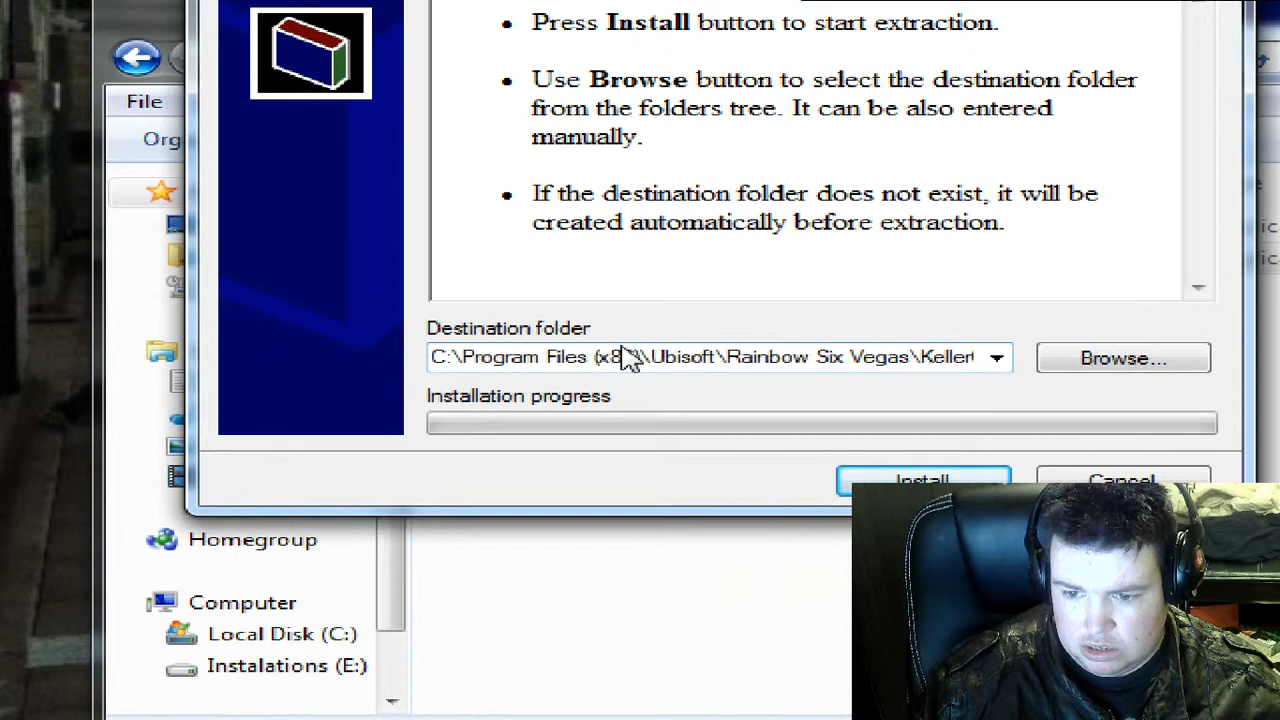 File
Org
Press Install button to start extraction.
Use Browse button to select the destination folder
from the folders tree. It can be also entered
manually.
If the destination folder does not exist, it will be
created automatically before extraction.
Destination folder
C:\Program Files (x86)\Ubisoft\Rainbow Six Vegas\Keller
Browse...
Installation progress
Install
Cancel
Homegroup
Computer
Local Disk (C:)
Instalations (E:)